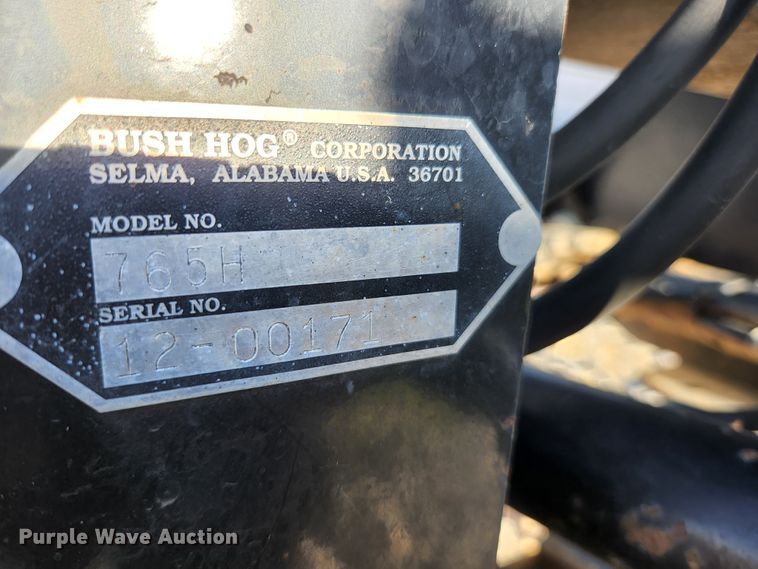 BUSH HOG® CORPORATION
SELMA, ALABAMA U.S.A. 36701
MODEL NO.
765H
SERIAL NO.
12-00171
Purple Wave Auction